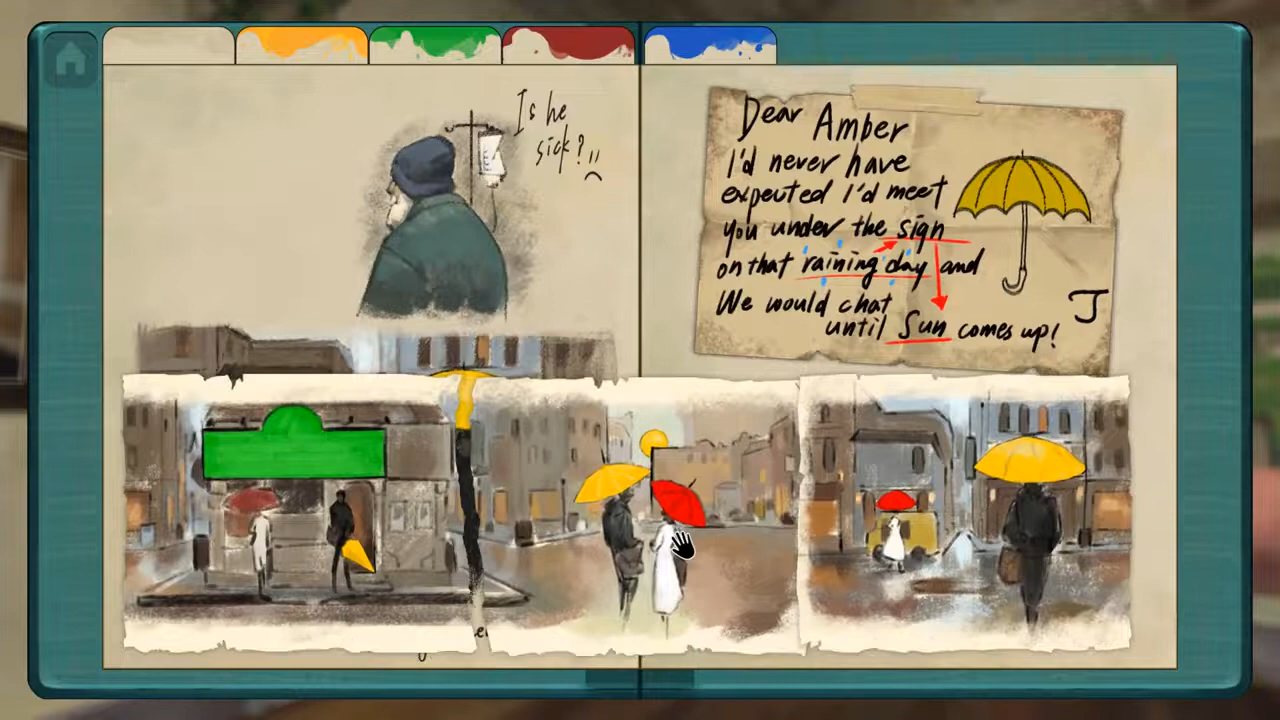 Is he
sick?
Dear Amber
I'd never have
expected I'd meet
you under the sign
on that raining day and
We would chat
until Sun comes up!
J